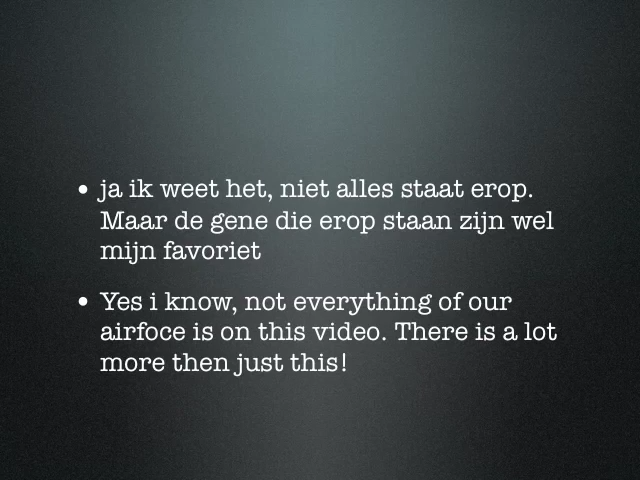 • ja ik weet het, niet alles staat erop.
Maar de gene die erop staan zijn wel
mijn favoriet
• Yes i know, not everything of our
airfoce is on this video. There is a lot
more then just this!